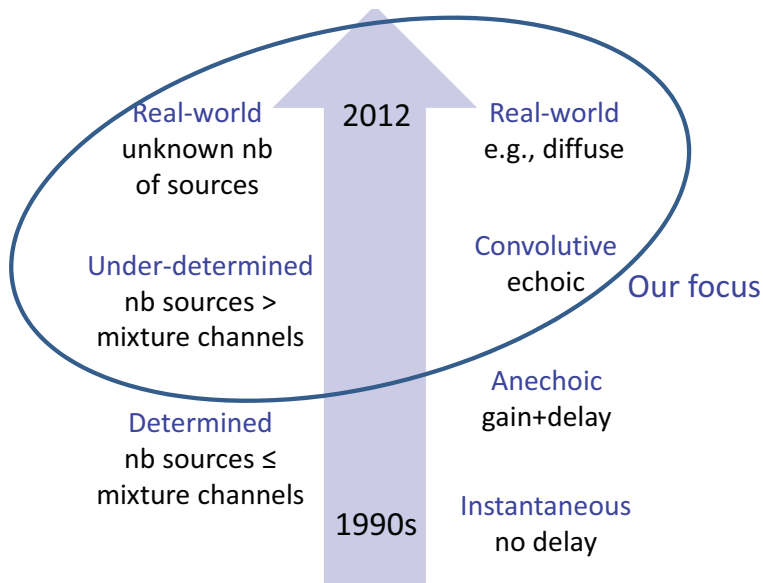 Real-world
unknown nb
of sources
2012
Real-world
e.g., diffuse
Under-determined
nb sources >
mixture channels
Convolutive
echoic
Our focus
Anechoic
gain+delay
Determined
nb sources ≤
mixture channels
1990s
Instantaneous
no delay